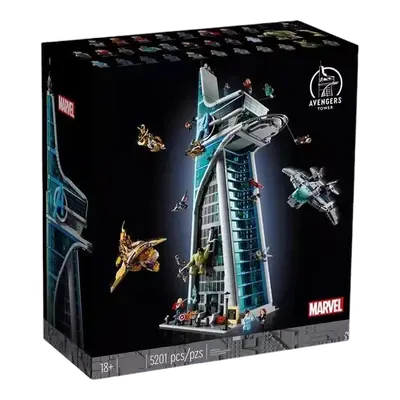 AVENGERS
TOWER
MARVEL
MARVEL
18+
5201 pcs/pzs